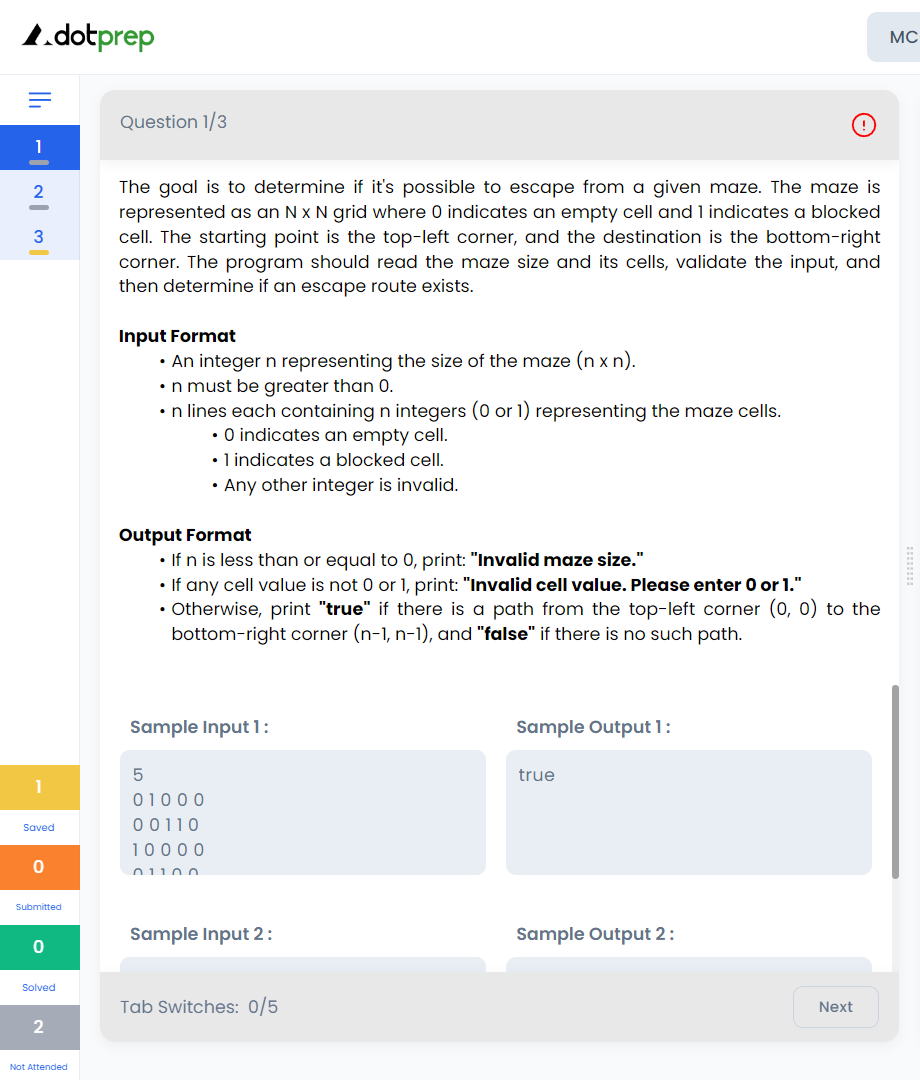 dotprep
MC
Question 1/3
1
2
3
The goal is to determine if it's possible to escape from a given maze. The maze is
represented as an N x N grid where 0 indicates an empty cell and 1 indicates a blocked
cell. The starting point is the top-left corner, and the destination is the bottom-right
corner. The program should read the maze size and its cells, validate the input, and
then determine if an escape route exists.
Input Format
• An integer n representing the size of the maze (n x n).
• n must be greater than 0.
• n lines each containing n integers (0 or 1) representing the maze cells.
• 0 indicates an empty cell.
• 1 indicates a blocked cell.
• Any other integer is invalid.
Output Format
• If n is less than or equal to 0, print: "Invalid maze size."
• If any cell value is not 0 or 1, print: "Invalid cell value. Please enter 0 or 1."
• Otherwise, print "true" if there is a path from the top-left corner (0, 0) to the
bottom-right corner (n-1, n-1), and "false" if there is no such path.
Sample Input 1 :
5
0 1 0 0 0
0 0 1 1 0
1 0 0 0 0
0 1 1 0 0
Sample Output 1 :
true
Sample Input 2 :
Sample Output 2 :
1
Saved
0
Submitted
0
Solved
2
Not Attended
Tab Switches: 0/5
Next